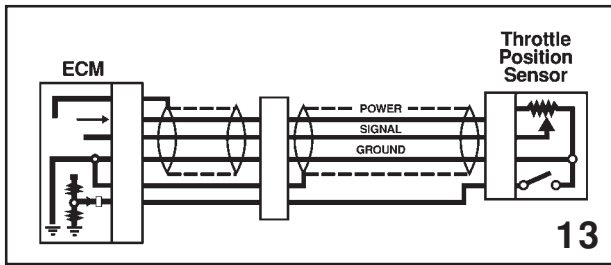 Throttle
Position
Sensor
ECM
POWER
SIGNAL
GROUND
13